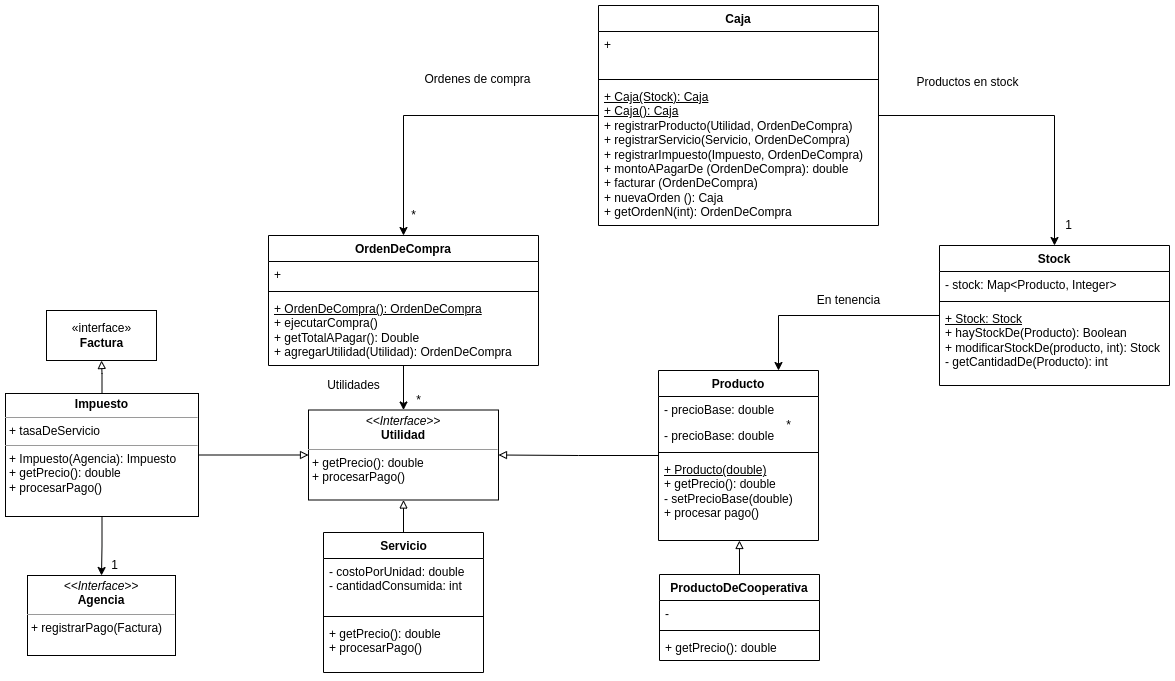 Caja
+
+ Caja(Stock): Caja
+ Caja(): Caja
+ registrarProducto(Utilidad, OrdenDeCompra)
+ registrarServicio(Servicio, OrdenDeCompra)
+ registrarImpuesto(Impuesto, OrdenDeCompra)
+ montoAPagarDe (OrdenDeCompra): double
+ facturar (OrdenDeCompra)
+ nuevaOrden (): Caja
+ getOrdenN(int): OrdenDeCompra
Ordenes de compra
*
Productos en stock
1
OrdenDeCompra
+
+ OrdenDeCompra(): OrdenDeCompra
+ ejecutarCompra()
+ getTotalAPagar(): Double
+ agregarUtilidad(Utilidad): OrdenDeCompra
Stock
- stock: Map<Producto, Integer>
+ Stock: Stock
+ hayStockDe(Producto): Boolean
+ modificarStockDe(producto, int): Stock
- getCantidadDe(Producto): int
En tenencia
*
Utilidades
*
«interface»
Factura
Impuesto
+ tasaDeServicio
+ Impuesto(Agencia): Impuesto
+ getPrecio(): double
+ procesarPago()
1
<<Interface>>
Agencia
+ registrarPago(Factura)
<<Interface>>
Utilidad
+ getPrecio(): double
+ procesarPago()
Servicio
- costoPorUnidad: double
- cantidadConsumida: int
+ getPrecio(): double
+ procesarPago()
Producto
- precioBase: double
- precioBase: double
+ Producto(double)
+ getPrecio(): double
- setPrecioBase(double)
+ procesar pago()
ProductoDeCooperativa
-
+ getPrecio(): double